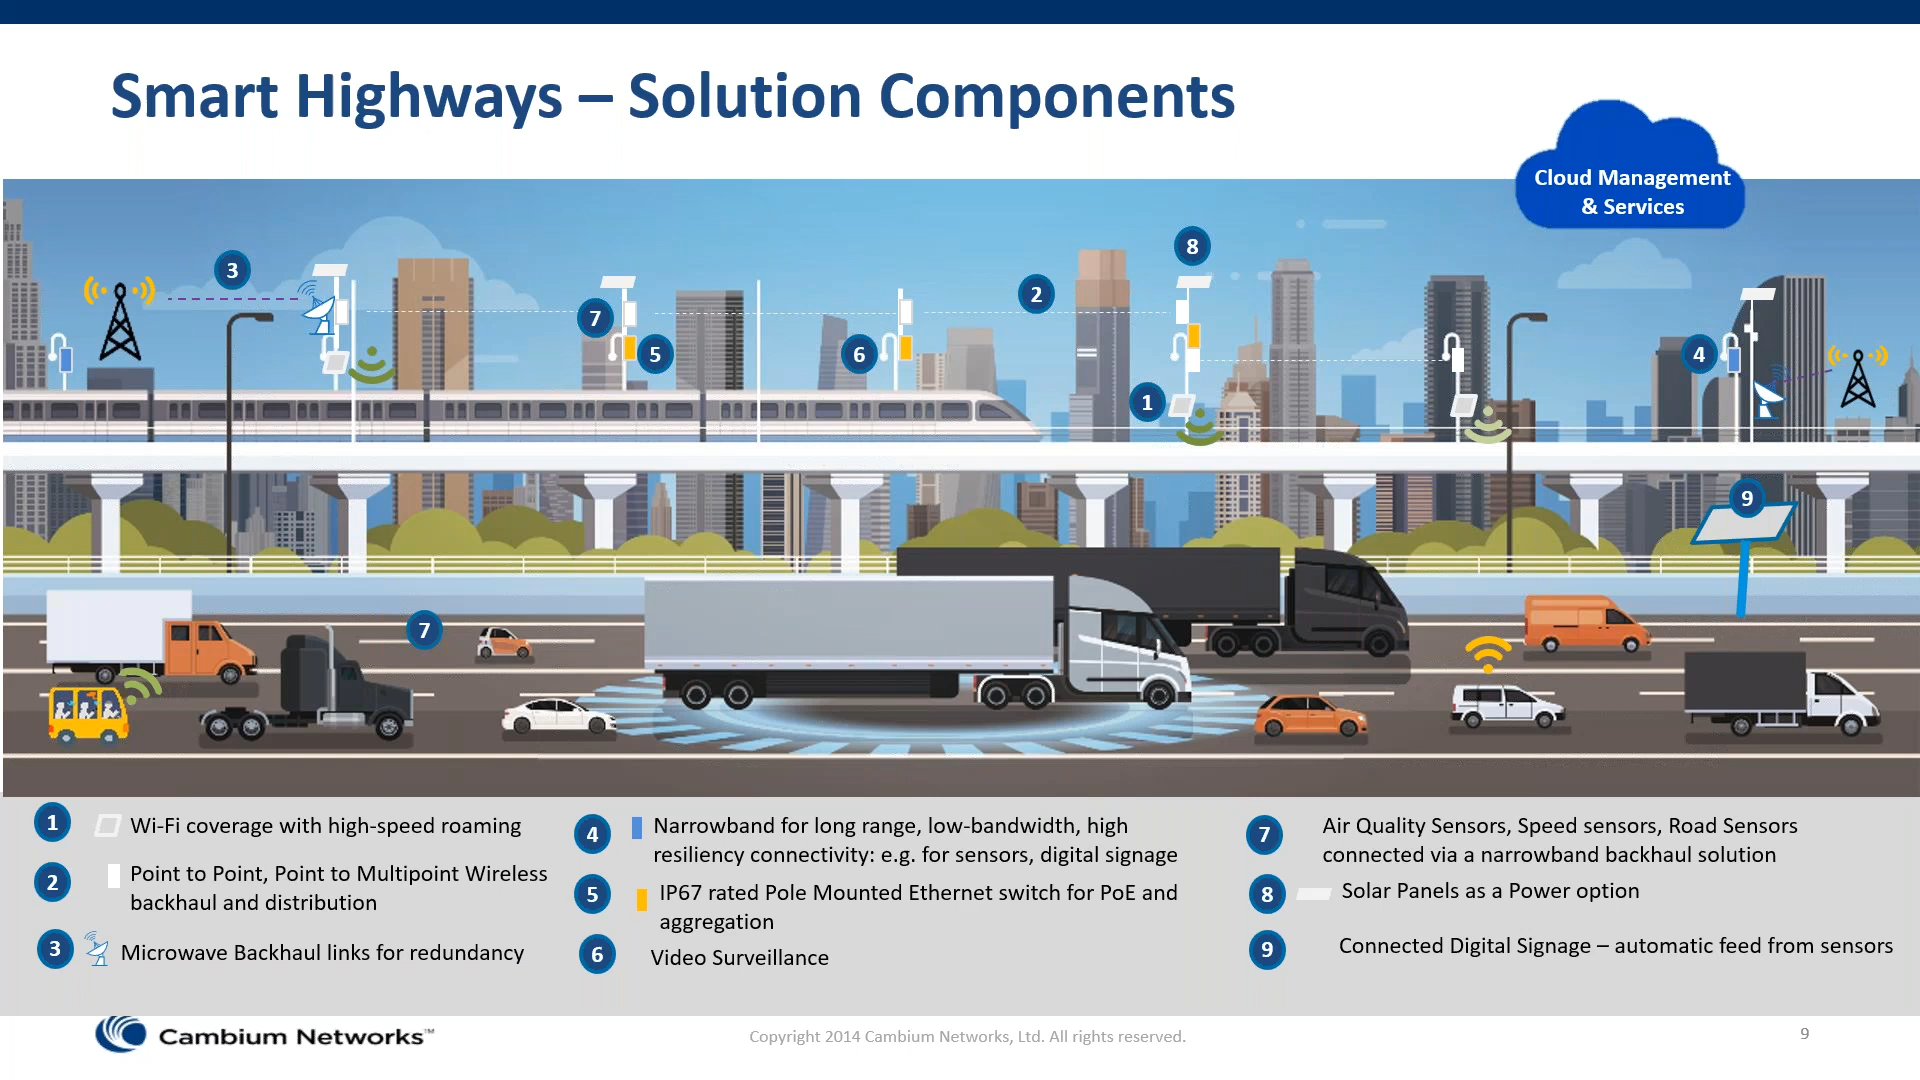 Smart Highways – Solution Components
Cloud Management
& Services
8
3
2
7
5
6
4
1
9
7
1
Wi-Fi coverage with high-speed roaming
2
Point to Point, Point to Multipoint Wireless
backhaul and distribution
3
Microwave Backhaul links for redundancy
4
Narrowband for long range, low-bandwidth, high
resiliency connectivity: e.g. for sensors, digital signage
5
IP67 rated Pole Mounted Ethernet switch for PoE and
aggregation
6
Video Surveillance
7
Air Quality Sensors, Speed sensors, Road Sensors
connected via a narrowband backhaul solution
8
Solar Panels as a Power option
9
Connected Digital Signage – automatic feed from sensors
Cambium Networks™
Copyright 2014 Cambium Networks, Ltd. All rights reserved.
9